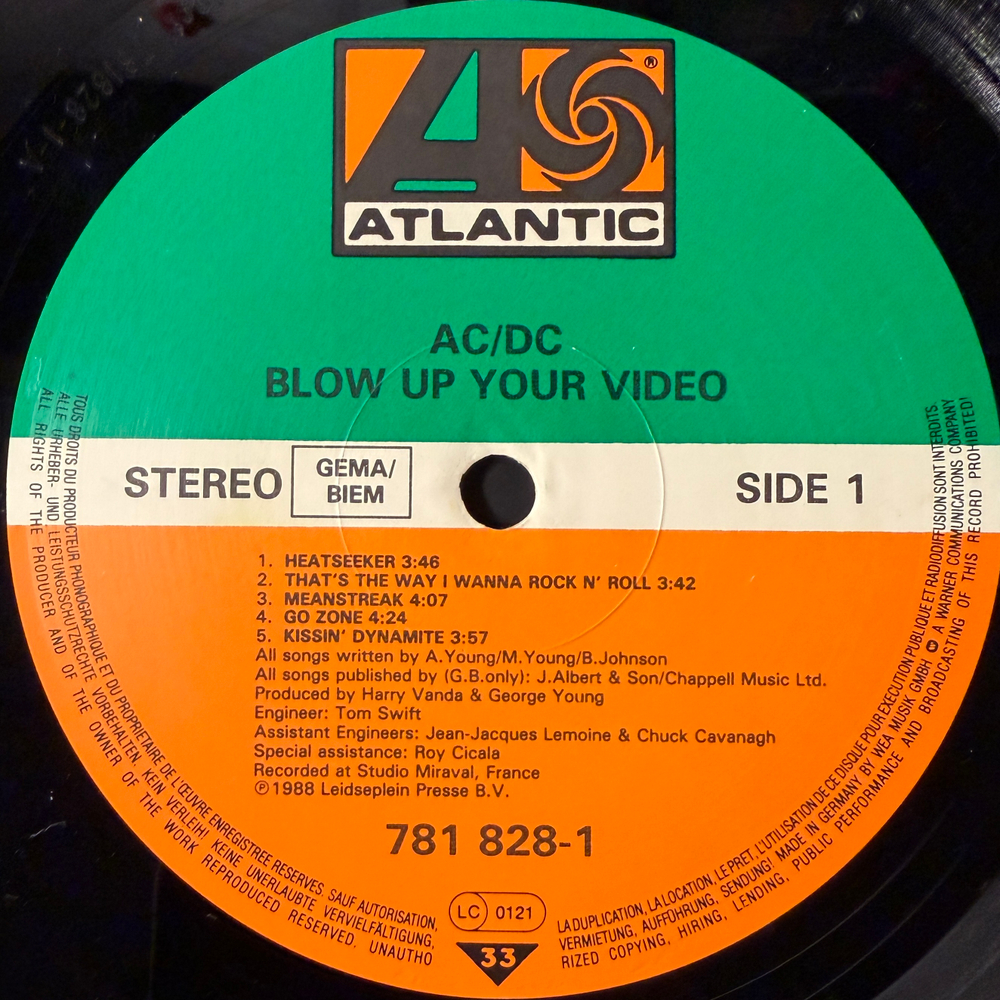 ®
ATLANTIC
AC/DC
BLOW UP YOUR VIDEO
STEREO
GEMA/
BIEM
SIDE 1
1. HEATSEEKER 3:46
2. THAT'S THE WAY I WANNA ROCK N' ROLL 3:42
3. MEANSTREAK 4:07
4. GO ZONE 4:24
5. KISSIN' DYNAMITE 3:57
All songs written by A.Young/M.Young/B.Johnson
All songs published by (G.B.only): J.Albert & Son/Chappell Music Ltd.
Produced by Harry Vanda & George Young
Engineer: Tom Swift
Assistant Engineers: Jean-Jacques Lemoine & Chuck Cavanagh
Special assistance: Roy Cicala
Recorded at Studio Miraval, France
℗1988 Leidseplein Presse B.V.
781 828-1
LC 0121
33
TOUS DROITS DU PRODUCTEUR PHONOGRAPHIQUE ET DU PROPRIETAIRE DE L'ŒUVRE ENREGISTREE RESERVES. SAUF AUTORISATION, LA DUPLICATION, LA LOCATION, LE PRET, L'UTILISATION DE CE DISQUE POUR EXECUTION PUBLIQUE ET RADIODIFFUSION SONT INTERDITS.
ALLE URHEBER- UND LEISTUNGSSCHUTZRECHTE VORBEHALTEN. KEIN VERLEIH! KEINE UNERLAUBTE VERVIELFÄLTIGUNG, VERMIETUNG, AUFFÜHRUNG, SENDUNG! MADE IN GERMANY BY WEA MUSIK GMBH A WARNER COMMUNICATIONS COMPANY
ALL RIGHTS OF THE PRODUCER AND OF THE OWNER OF THE WORK REPRODUCED RESERVED. UNAUTHORIZED COPYING, HIRING, LENDING, PUBLIC PERFORMANCE AND BROADCASTING OF THIS RECORD PROHIBITED!